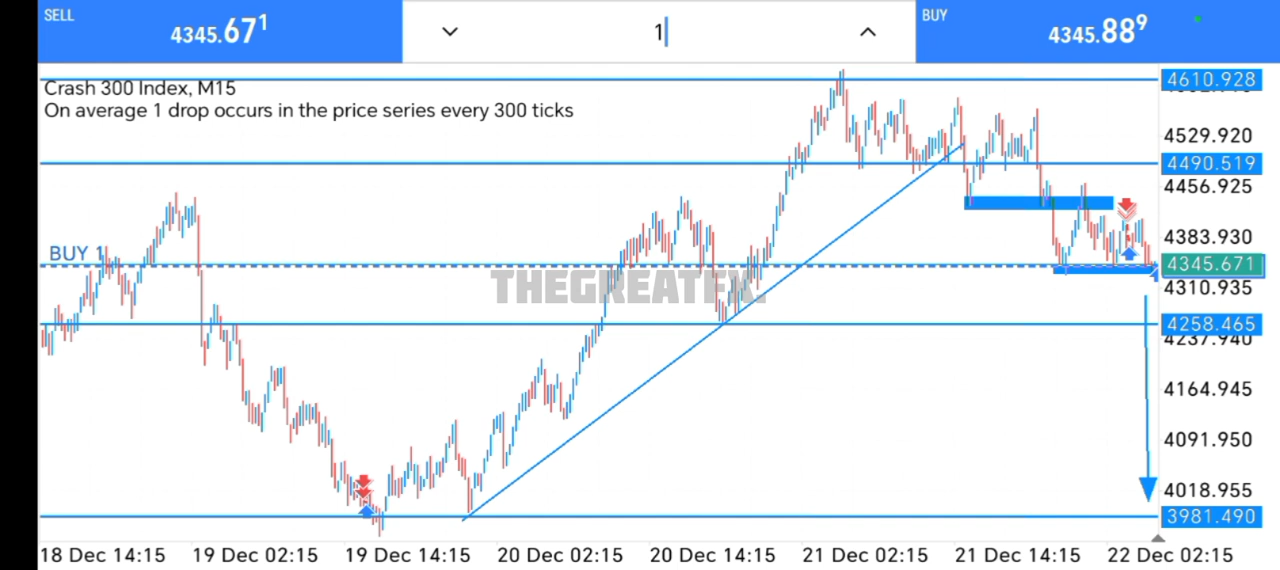 SELL
4345.671
1
BUY
4345.889
Crash 300 Index, M15
On average 1 drop occurs in the price series every 300 ticks
4610.928
4529.920
4490.519
4456.925
4383.930
BUY 1
4345.671
THEGREATFX.
4310.935
4258.465
4237.940
4164.945
4091.950
4018.955
3981.490
18 Dec 14:15 19 Dec 02:15 19 Dec 14:15 20 Dec 02:15 20 Dec 14:15 21 Dec 02:15 21 Dec 14:15 22 Dec 02:15